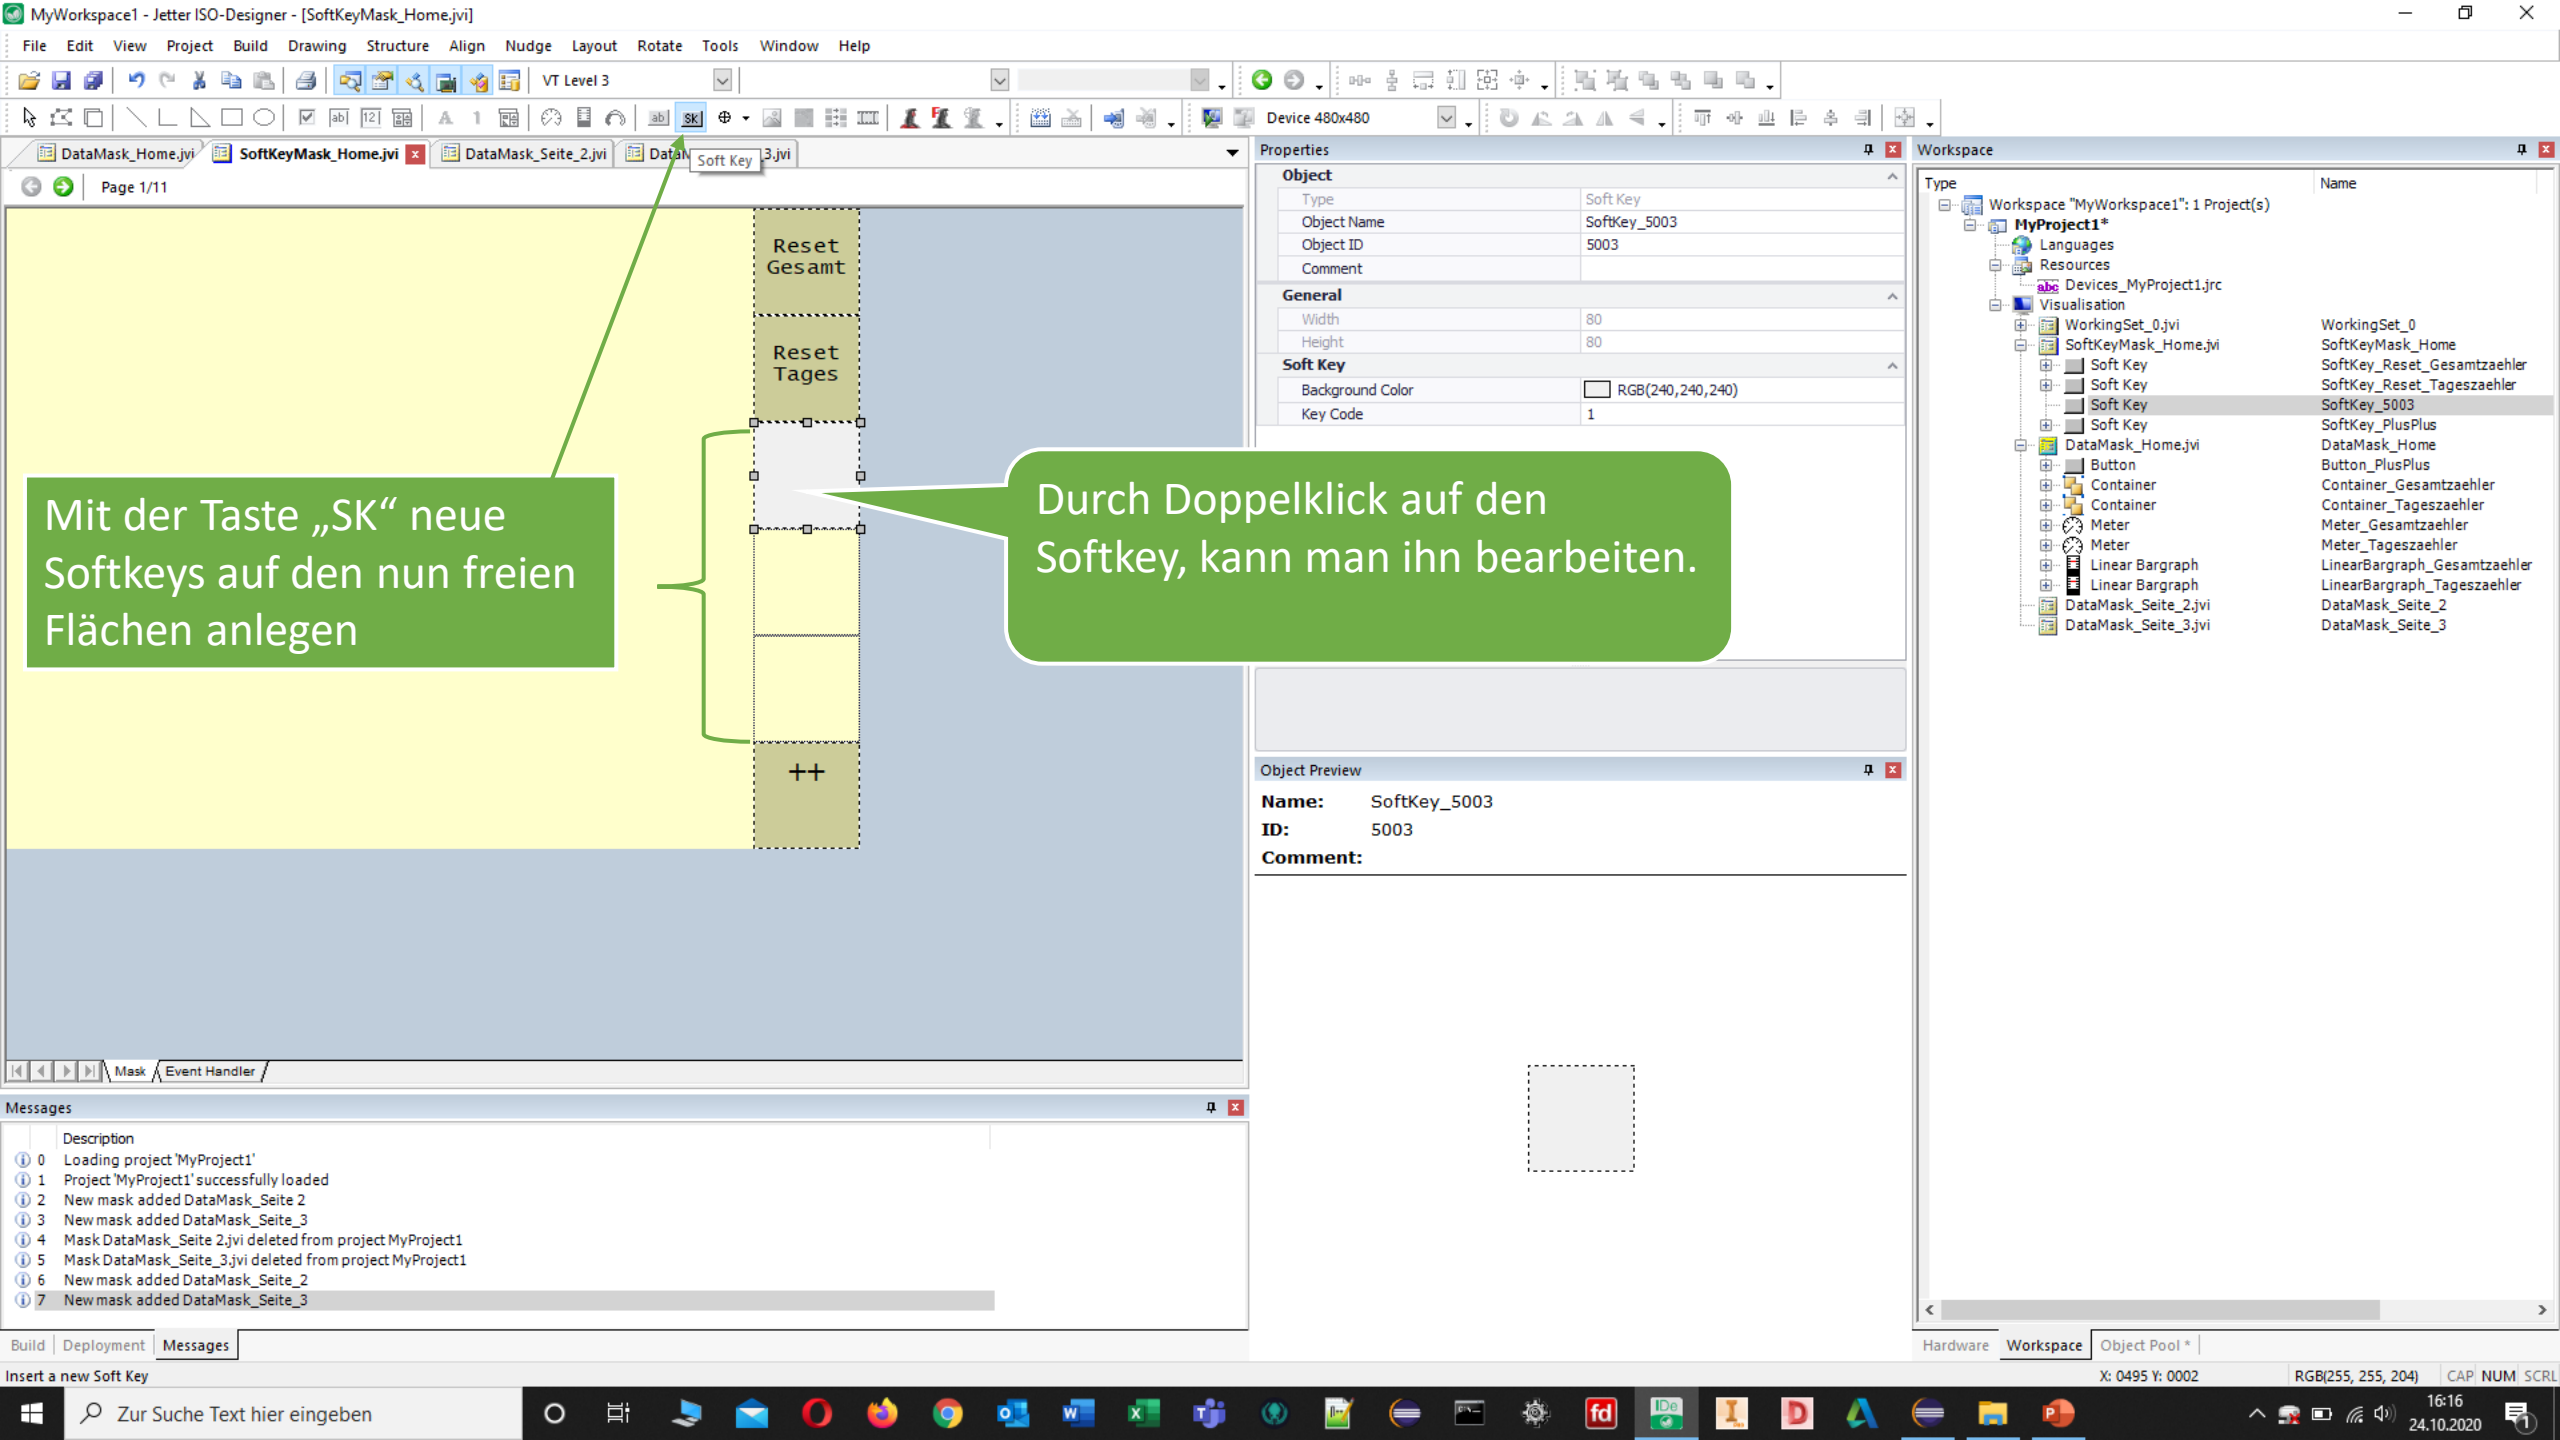 MyWorkspace1 - Jetter ISO-Designer - [SoftKeyMask_Home.jvi]
File Edit View Project Build Drawing Structure Align Nudge Layout Rotate Tools Window Help
VT Level 3
SK
Device 480x480
DataMask_Home.jvi SoftKeyMask_Home.jvi DataMask_Seite_2.jvi 3.jvi
Soft Key
Page 1/11
Reset
Gesamt
Reset
Tages
++
Mit der Taste „SK“ neue
Softkeys auf den nun freien
Flächen anlegen
Durch Doppelklick auf den
Softkey, kann man ihn bearbeiten.
Mask Event Handler
Messages
Description
0 Loading project 'MyProject1'
1 Project 'MyProject1' successfully loaded
2 New mask added DataMask_Seite 2
3 New mask added DataMask_Seite_3
4 Mask DataMask_Seite 2.jvi deleted from project MyProject1
5 Mask DataMask_Seite_3.jvi deleted from project MyProject1
6 New mask added DataMask_Seite_2
7 New mask added DataMask_Seite_3
Build Deployment Messages
Insert a new Soft Key
Properties
Object
Type Soft Key
Object Name SoftKey_5003
Object ID 5003
Comment
General
Width 80
Height 80
Soft Key
Background Color RGB(240,240,240)
Key Code 1
Object Preview
Name: SoftKey_5003
ID: 5003
Comment:
Workspace
Type Name
Workspace "MyWorkspace1": 1 Project(s)
MyProject1*
Languages
Resources
abc Devices_MyProject1.jrc
Visualisation
WorkingSet_0.jvi WorkingSet_0
SoftKeyMask_Home.jvi SoftKeyMask_Home
Soft Key SoftKey_Reset_Gesamtzaehler
Soft Key SoftKey_Reset_Tageszaehler
Soft Key SoftKey_5003
Soft Key SoftKey_PlusPlus
DataMask_Home.jvi DataMask_Home
Button Button_PlusPlus
Container Container_Gesamtzaehler
Container Container_Tageszaehler
Meter Meter_Gesamtzaehler
Meter Meter_Tageszaehler
Linear Bargraph LinearBargraph_Gesamtzaehler
Linear Bargraph LinearBargraph_Tageszaehler
DataMask_Seite_2.jvi DataMask_Seite_2
DataMask_Seite_3.jvi DataMask_Seite_3
Hardware Workspace Object Pool *
X: 0495 Y: 0002 RGB(255, 255, 204) CAP NUM SCRL
Zur Suche Text hier eingeben
16:16
24.10.2020